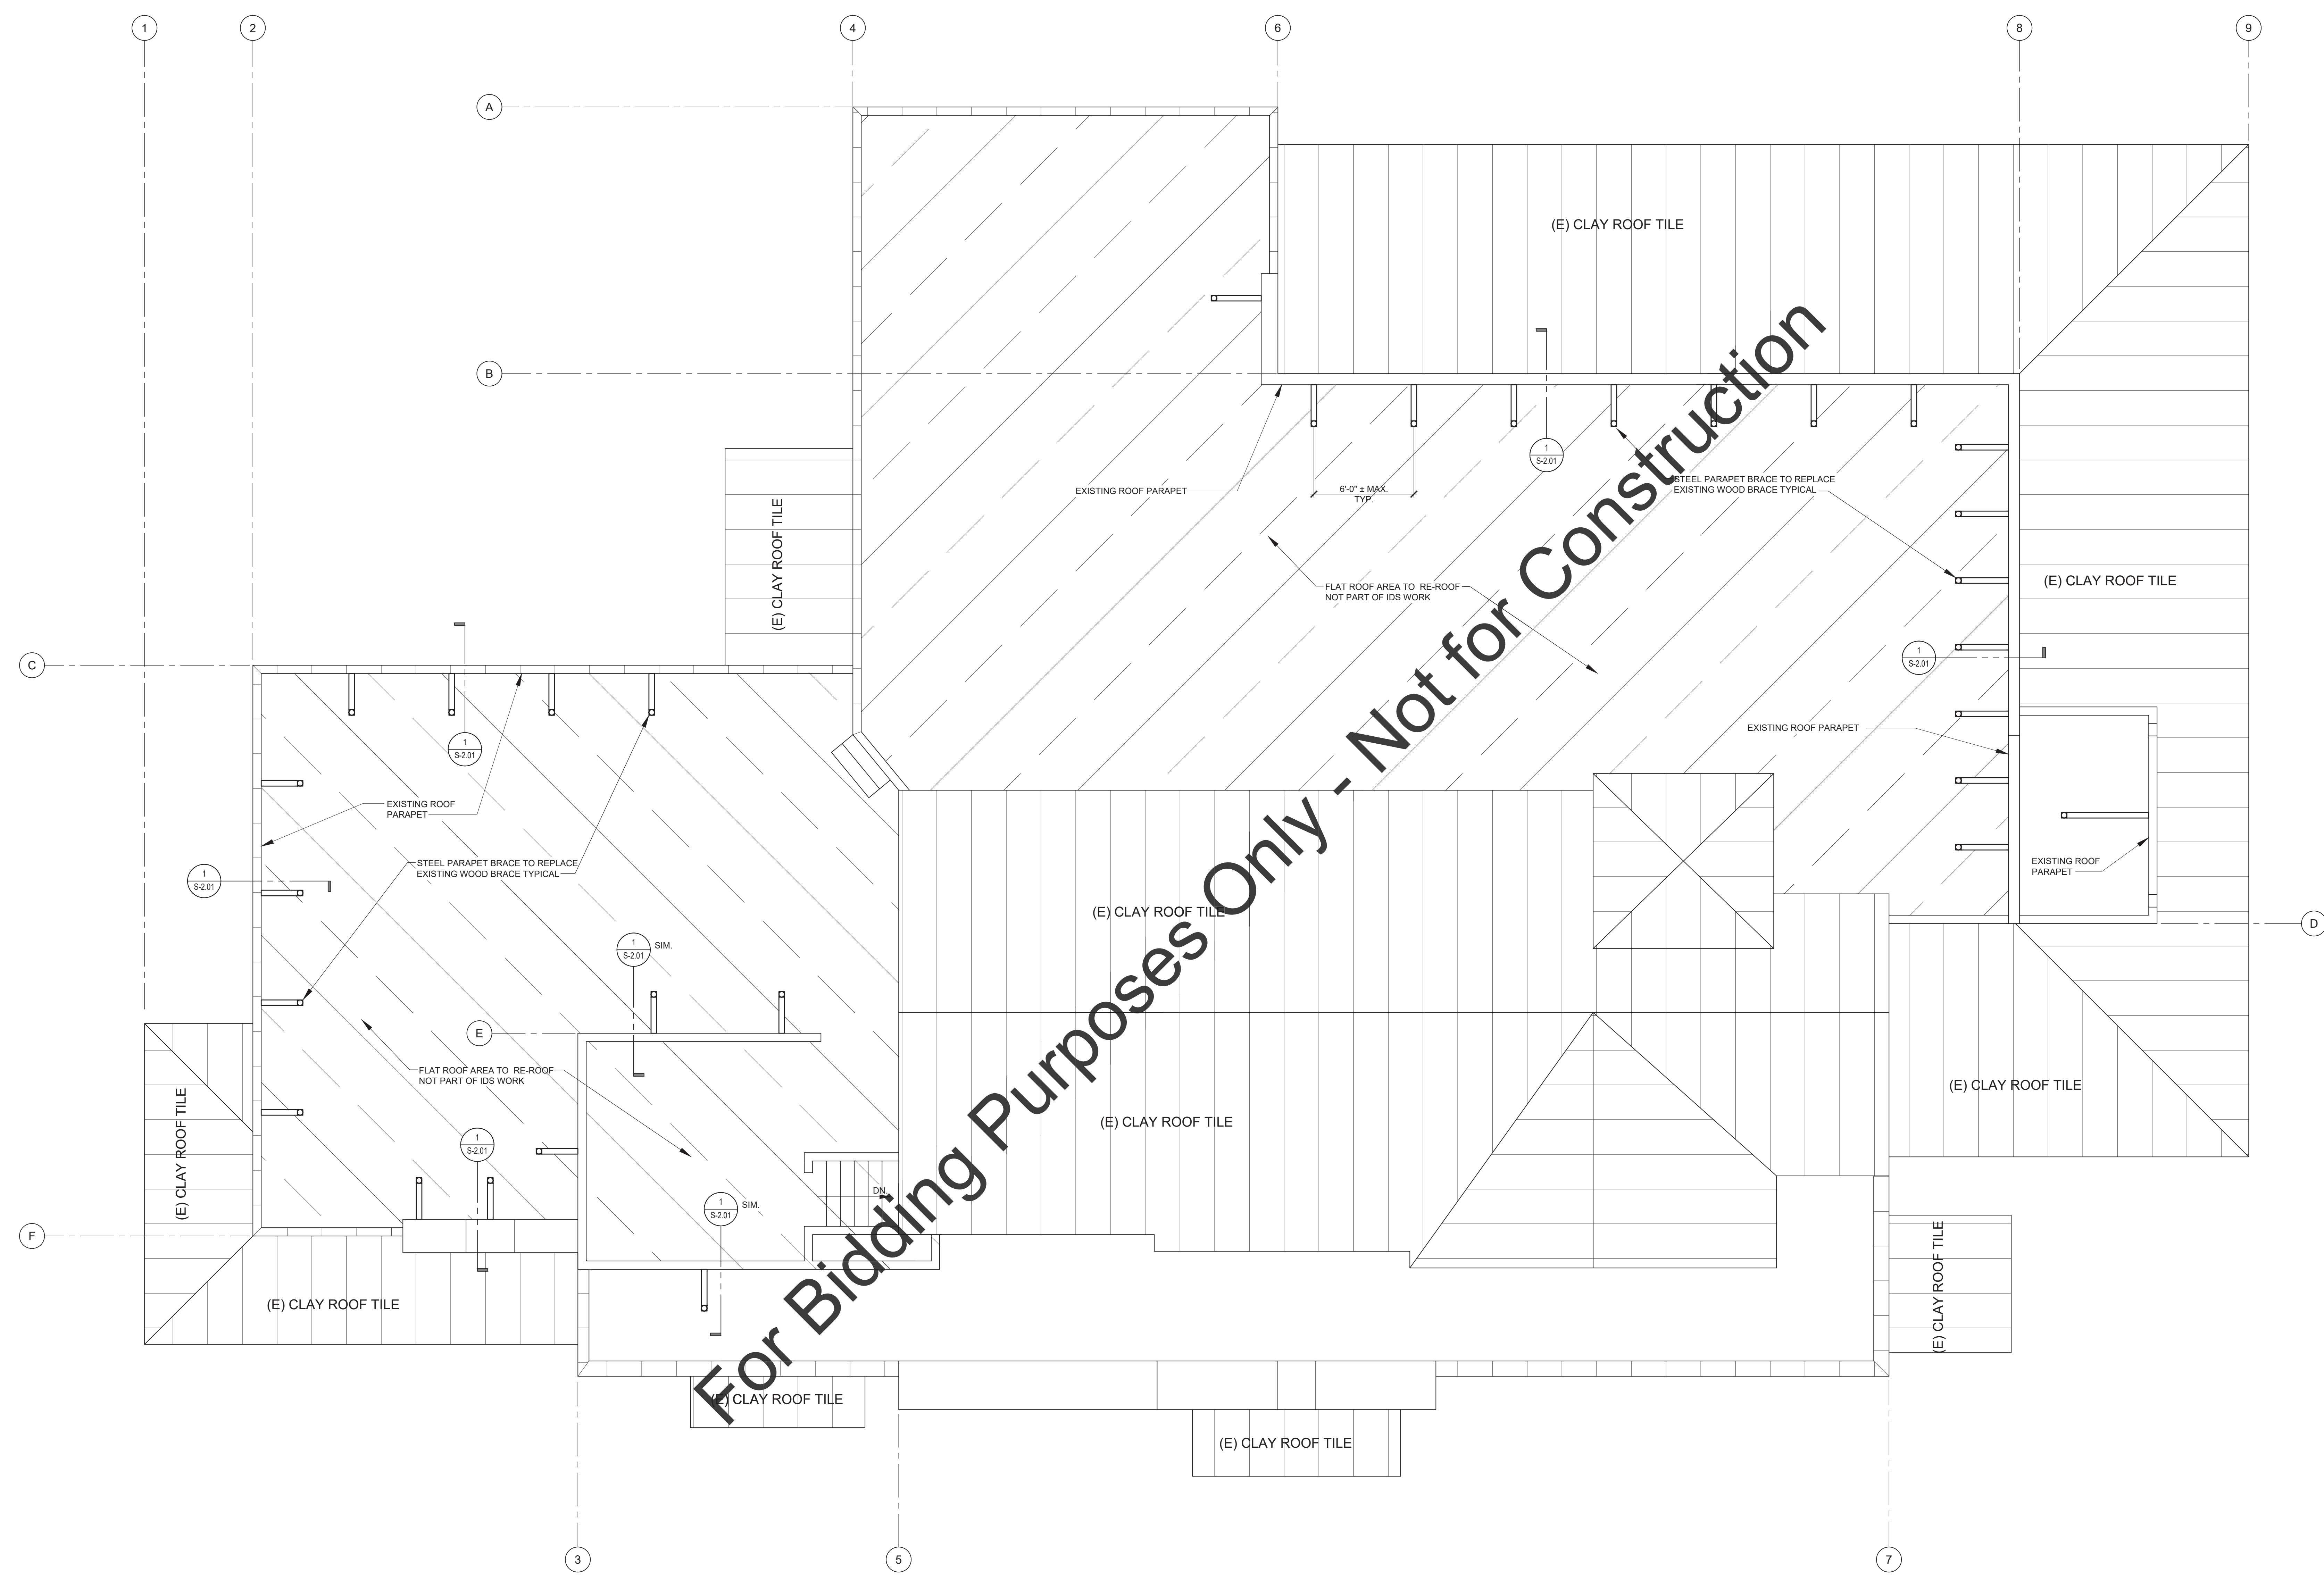 1
2
4
6
8
9
A
(E) CLAY ROOF TILE
B
1
S-2.01
EXISTING ROOF PARAPET
6'-0" ± MAX.
TYP.
STEEL PARAPET BRACE TO REPLACE
EXISTING WOOD BRACE TYPICAL
(E) CLAY ROOF TILE
FLAT ROOF AREA TO RE-ROOF
NOT PART OF IDS WORK
(E) CLAY ROOF TILE
C
1
S-2.01
1
S-2.01
EXISTING ROOF PARAPET
EXISTING ROOF
PARAPET
STEEL PARAPET BRACE TO REPLACE
EXISTING WOOD BRACE TYPICAL
1
S-2.01
EXISTING ROOF
PARAPET
(E) CLAY ROOF TILE
D
1
S-2.01
SIM.
E
FLAT ROOF AREA TO RE-ROOF
NOT PART OF IDS WORK
(E) CLAY ROOF TILE
(E) CLAY ROOF TILE
(E) CLAY ROOF TILE
1
S-2.01
DN.
1
S-2.01
SIM.
F
(E) CLAY ROOF TILE
(E) CLAY ROOF TILE
(E) CLAY ROOF TILE
(E) CLAY ROOF TILE
3
5
7
For Bidding Purposes Only - Not for Construction